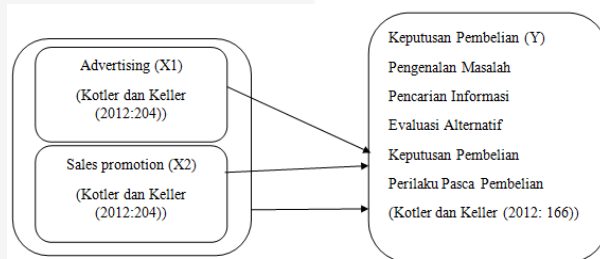 Advertising (X1)
(Kotler dan Keller
(2012:204))
Sales promotion (X2)
(Kotler dan Keller
(2012:204))
Keputusan Pembelian (Y)
Pengenalan Masalah
Pencarian Informasi
Evaluasi Alternatif
Keputusan Pembelian
Perilaku Pasca Pembelian
(Kotler dan Keller (2012: 166))